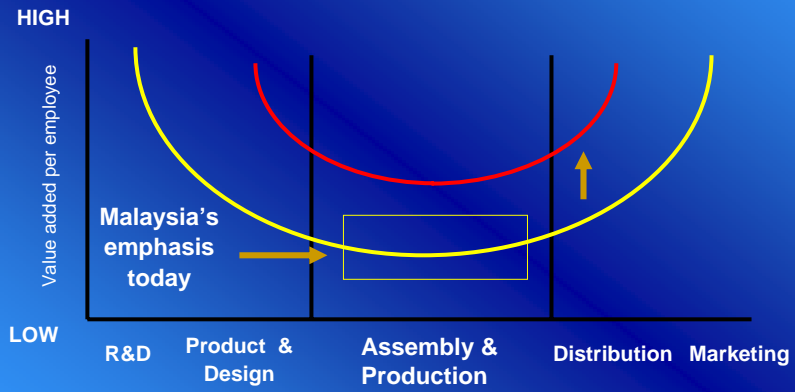 HIGH
Value added per employee
Malaysia's
emphasis
today
LOW
R&D
Product &
Design
Assembly &
Production
Distribution
Marketing